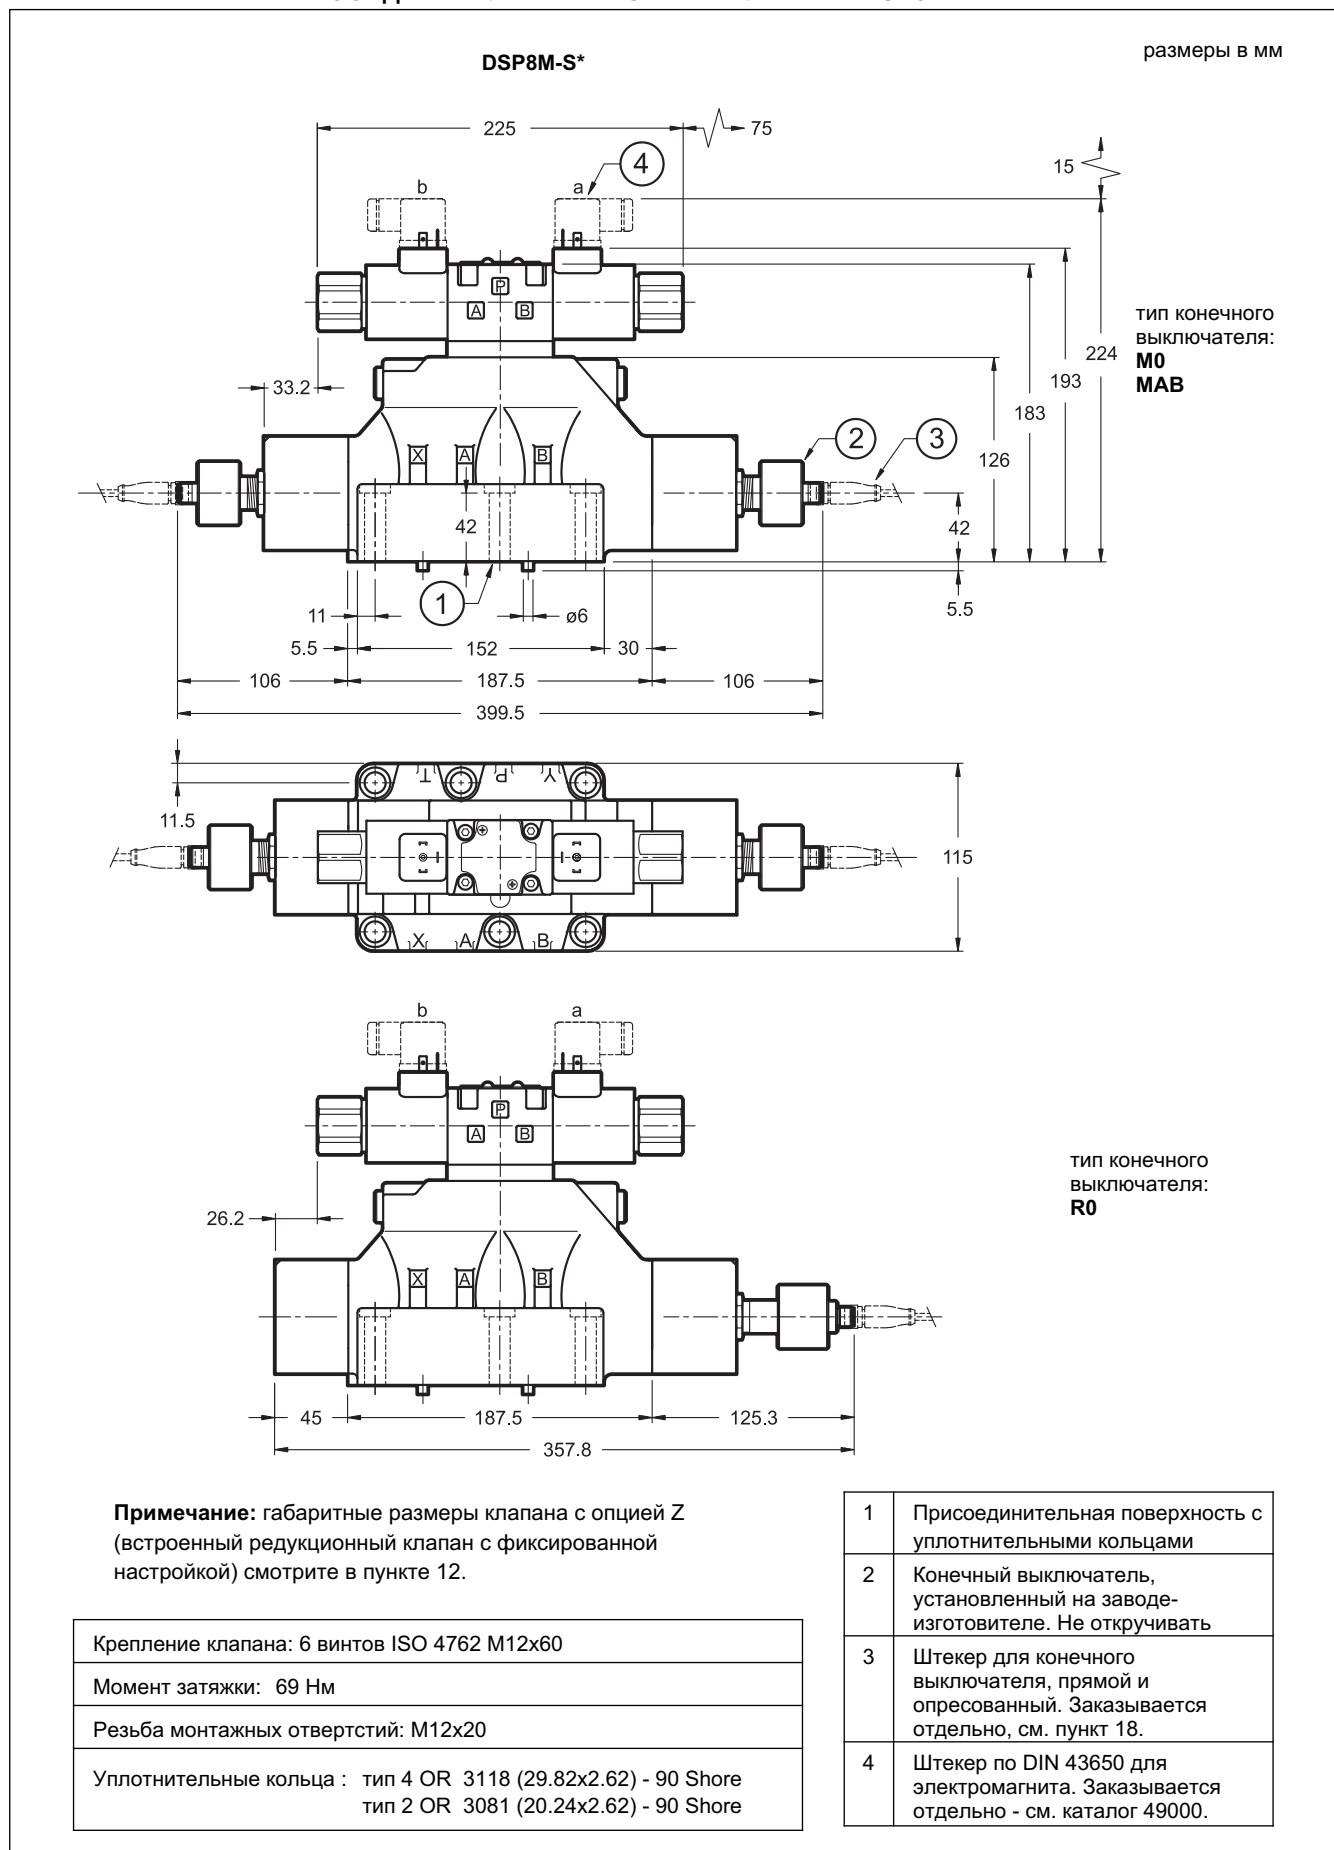 DSP8M-S*
размеры в мм
225
75
15
4
b
a
P
A
B
тип конечного
выключателя:
M0
MAB
224
193
183
126
33.2
2
3
X
A
B
42
42
1
11
ø6
5.5
5.5
152
30
106
187.5
106
399.5
T
P
Y
11.5
115
X
A
B
b
a
P
A
B
тип конечного
выключателя:
R0
26.2
X
A
B
45
187.5
125.3
357.8
Примечание: габаритные размеры клапана с опцией Z
(встроенный редукционный клапан с фиксированной
настройкой) смотрите в пункте 12.
Крепление клапана: 6 винтов ISO 4762 M12x60
Момент затяжки: 69 Нм
Резьба монтажных отвертстий: M12x20
Уплотнительные кольца : тип 4 OR 3118 (29.82x2.62) - 90 Shore
тип 2 OR 3081 (20.24x2.62) - 90 Shore
1 Присоединительная поверхность с
уплотнительными кольцами
2 Конечный выключатель,
установленный на заводе-
изготовителе. Не откручивать
3 Штекер для конечного
выключателя, прямой и
опресованный. Заказывается
отдельно, см. пункт 18.
4 Штекер по DIN 43650 для
электромагнита. Заказывается
отдельно - см. каталог 49000.